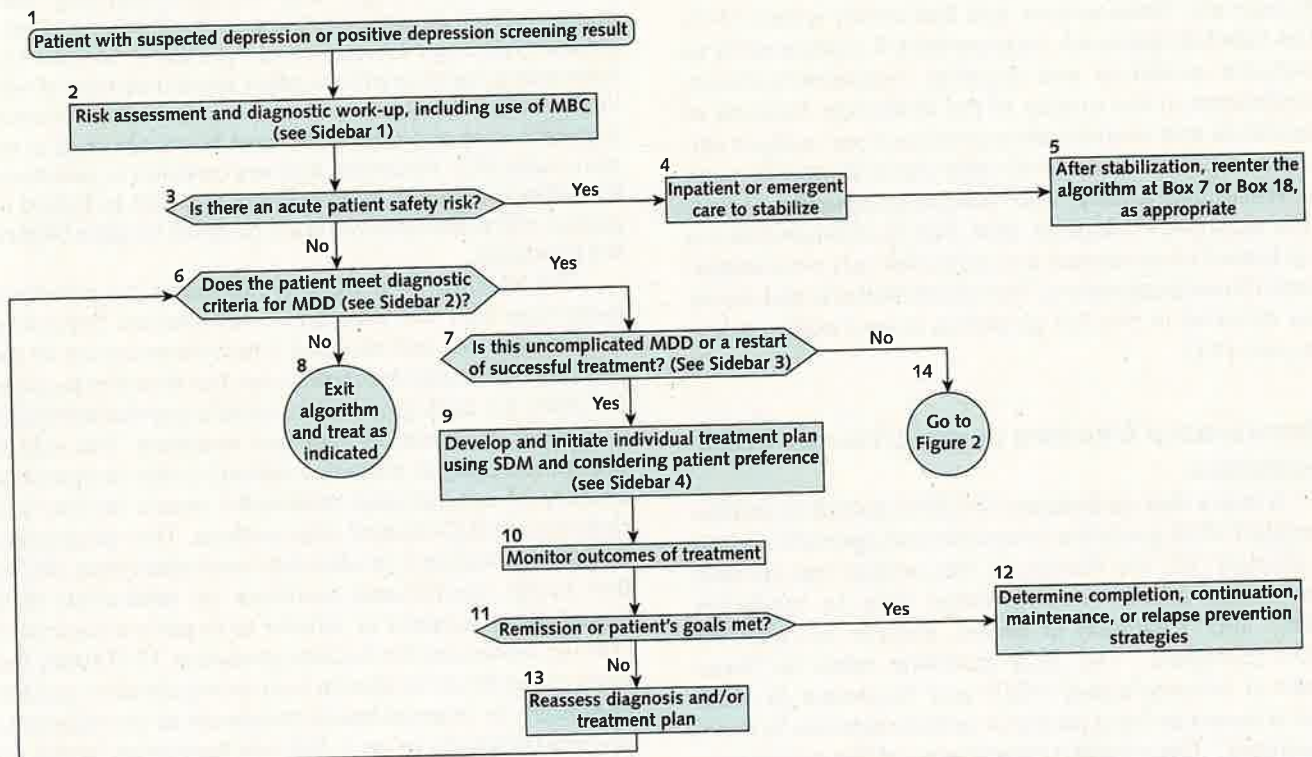 1
Patient with suspected depression or positive depression screening result
2
Risk assessment and diagnostic work-up, including use of MBC
(see Sidebar 1)
3
Is there an acute patient safety risk?
Yes
4
Inpatient or emergent
care to stabilize
5
After stabilization, reenter the
algorithm at Box 7 or Box 18,
as appropriate
No
6
Does the patient meet diagnostic
criteria for MDD (see Sidebar 2)?
Yes
No
7
Is this uncomplicated MDD or a restart
of successful treatment? (See Sidebar 3)
No
8
Exit
algorithm
and treat as
indicated
Yes
14
Go to
Figure 2
9
Develop and initiate individual treatment plan
using SDM and considering patient preference
(see Sidebar 4)
10
Monitor outcomes of treatment
11
Remission or patient's goals met?
Yes
12
Determine completion, continuation,
maintenance, or relapse prevention
strategies
No
13
Reassess diagnosis and/or
treatment plan